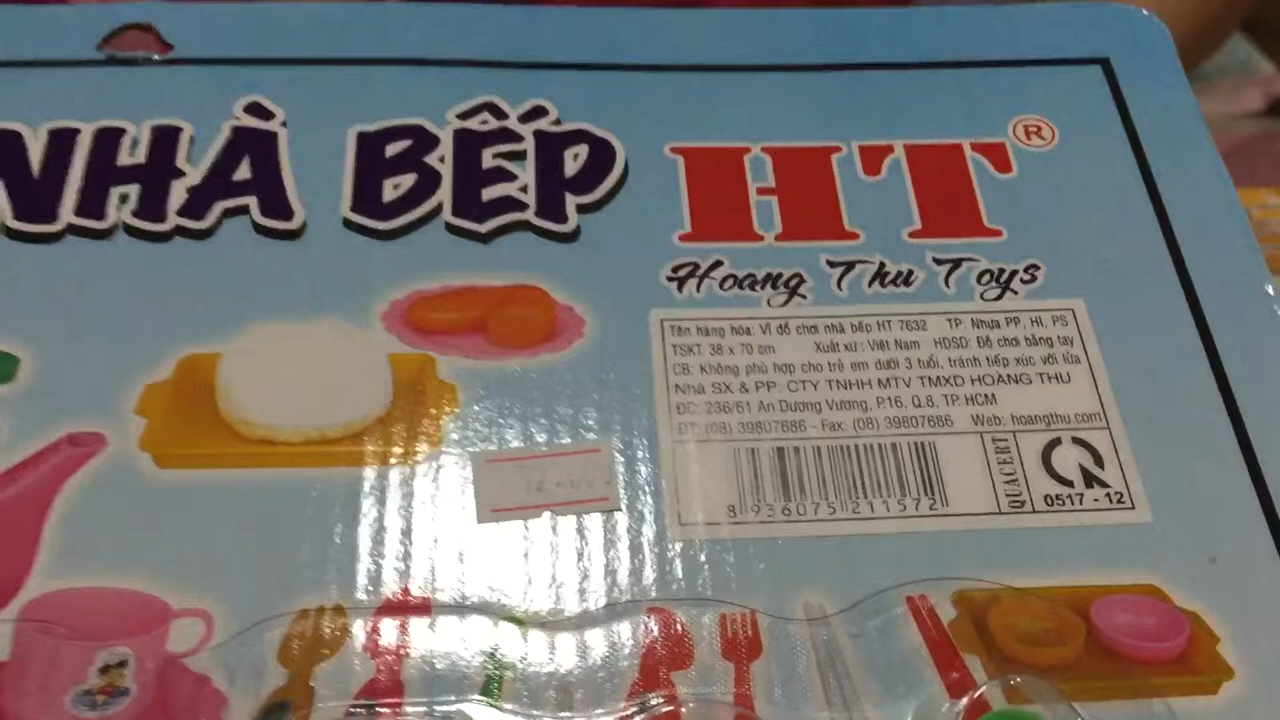 NHÀ BẾP
HT®
Hoang Thu Toys
Tên hàng hóa: Vỉ đồ chơi nhà bếp HT 7632 TP: Nhựa PP, HI, PS
TSKT: 38 x 70 cm Xuất xứ: Việt Nam HDSD: Đồ chơi bằng tay
CB: Không phù hợp cho trẻ em dưới 3 tuổi, tránh tiếp xúc với lửa
Nhà SX & PP: CTY TNHH MTV TMXD HOÀNG THU
ĐC: 236/61 An Dương Vương, P.16, Q.8, TP. HCM
ĐT: (08) 39807686 - Fax: (08) 39807686 Web: hoangthu.com
8 936075 211572
QUACERT
0517 - 12